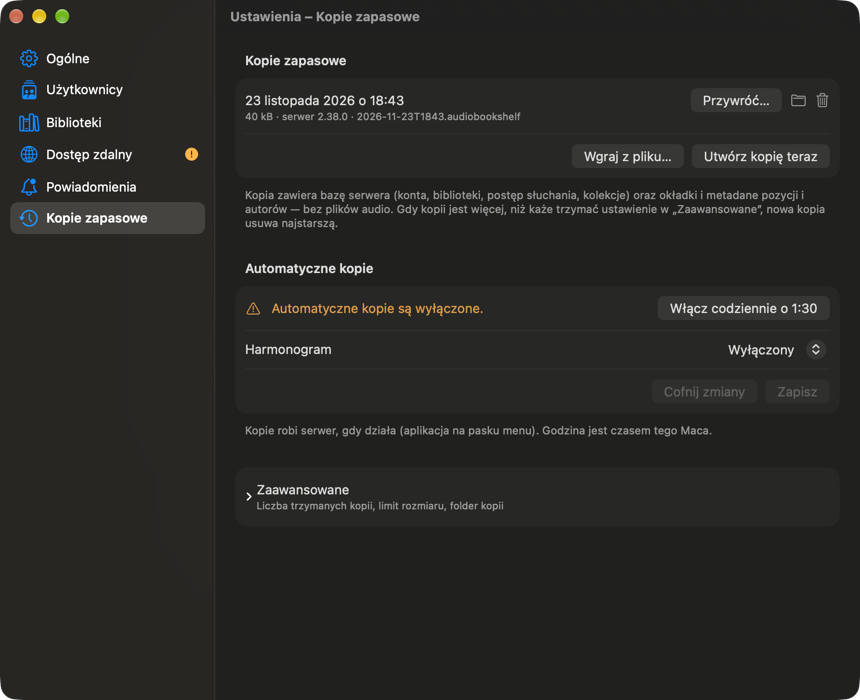 Ustawienia – Kopie zapasowe
Ogólne
Użytkownicy
Biblioteki
Dostęp zdalny
Powiadomienia
Kopie zapasowe
Kopie zapasowe
23 listopada 2026 o 18:43
Przywróć...
40 kB · serwer 2.38.0 · 2026-11-23T1843.audiobookshelf
Wgraj z pliku...
Utwórz kopię teraz
Kopia zawiera bazę serwera (konta, biblioteki, postęp słuchania, kolekcje) oraz okładki i metadane pozycji i
autorów — bez plików audio. Gdy kopii jest więcej, niż każe trzymać ustawienie w „Zaawansowane”, nowa kopia
usuwa najstarszą.
Automatyczne kopie
Automatyczne kopie są wyłączone.
Włącz codziennie o 1:30
Harmonogram
Wyłączony
Cofnij zmiany
Zapisz
Kopie robi serwer, gdy działa (aplikacja na pasku menu). Godzina jest czasem tego Maca.
Zaawansowane
Liczba trzymanych kopii, limit rozmiaru, folder kopii